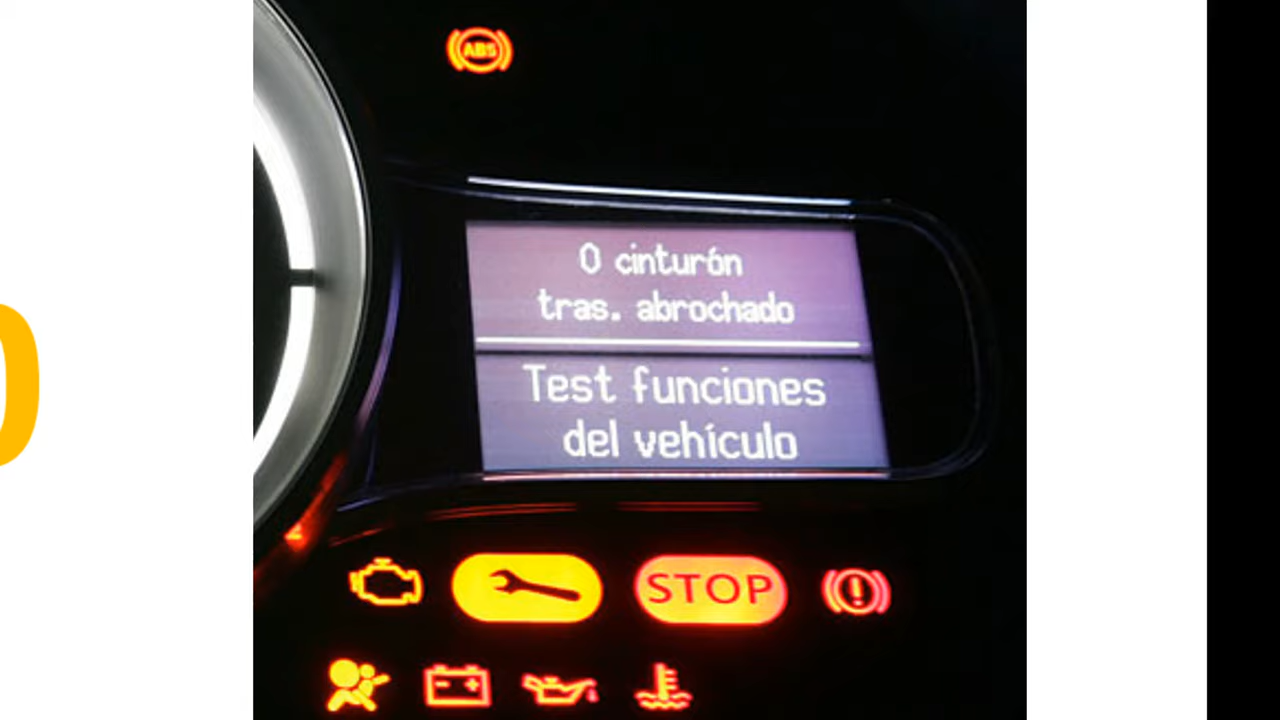 ABS
0 cinturón
tras. abrochado
Test funciones
del vehículo
STOP